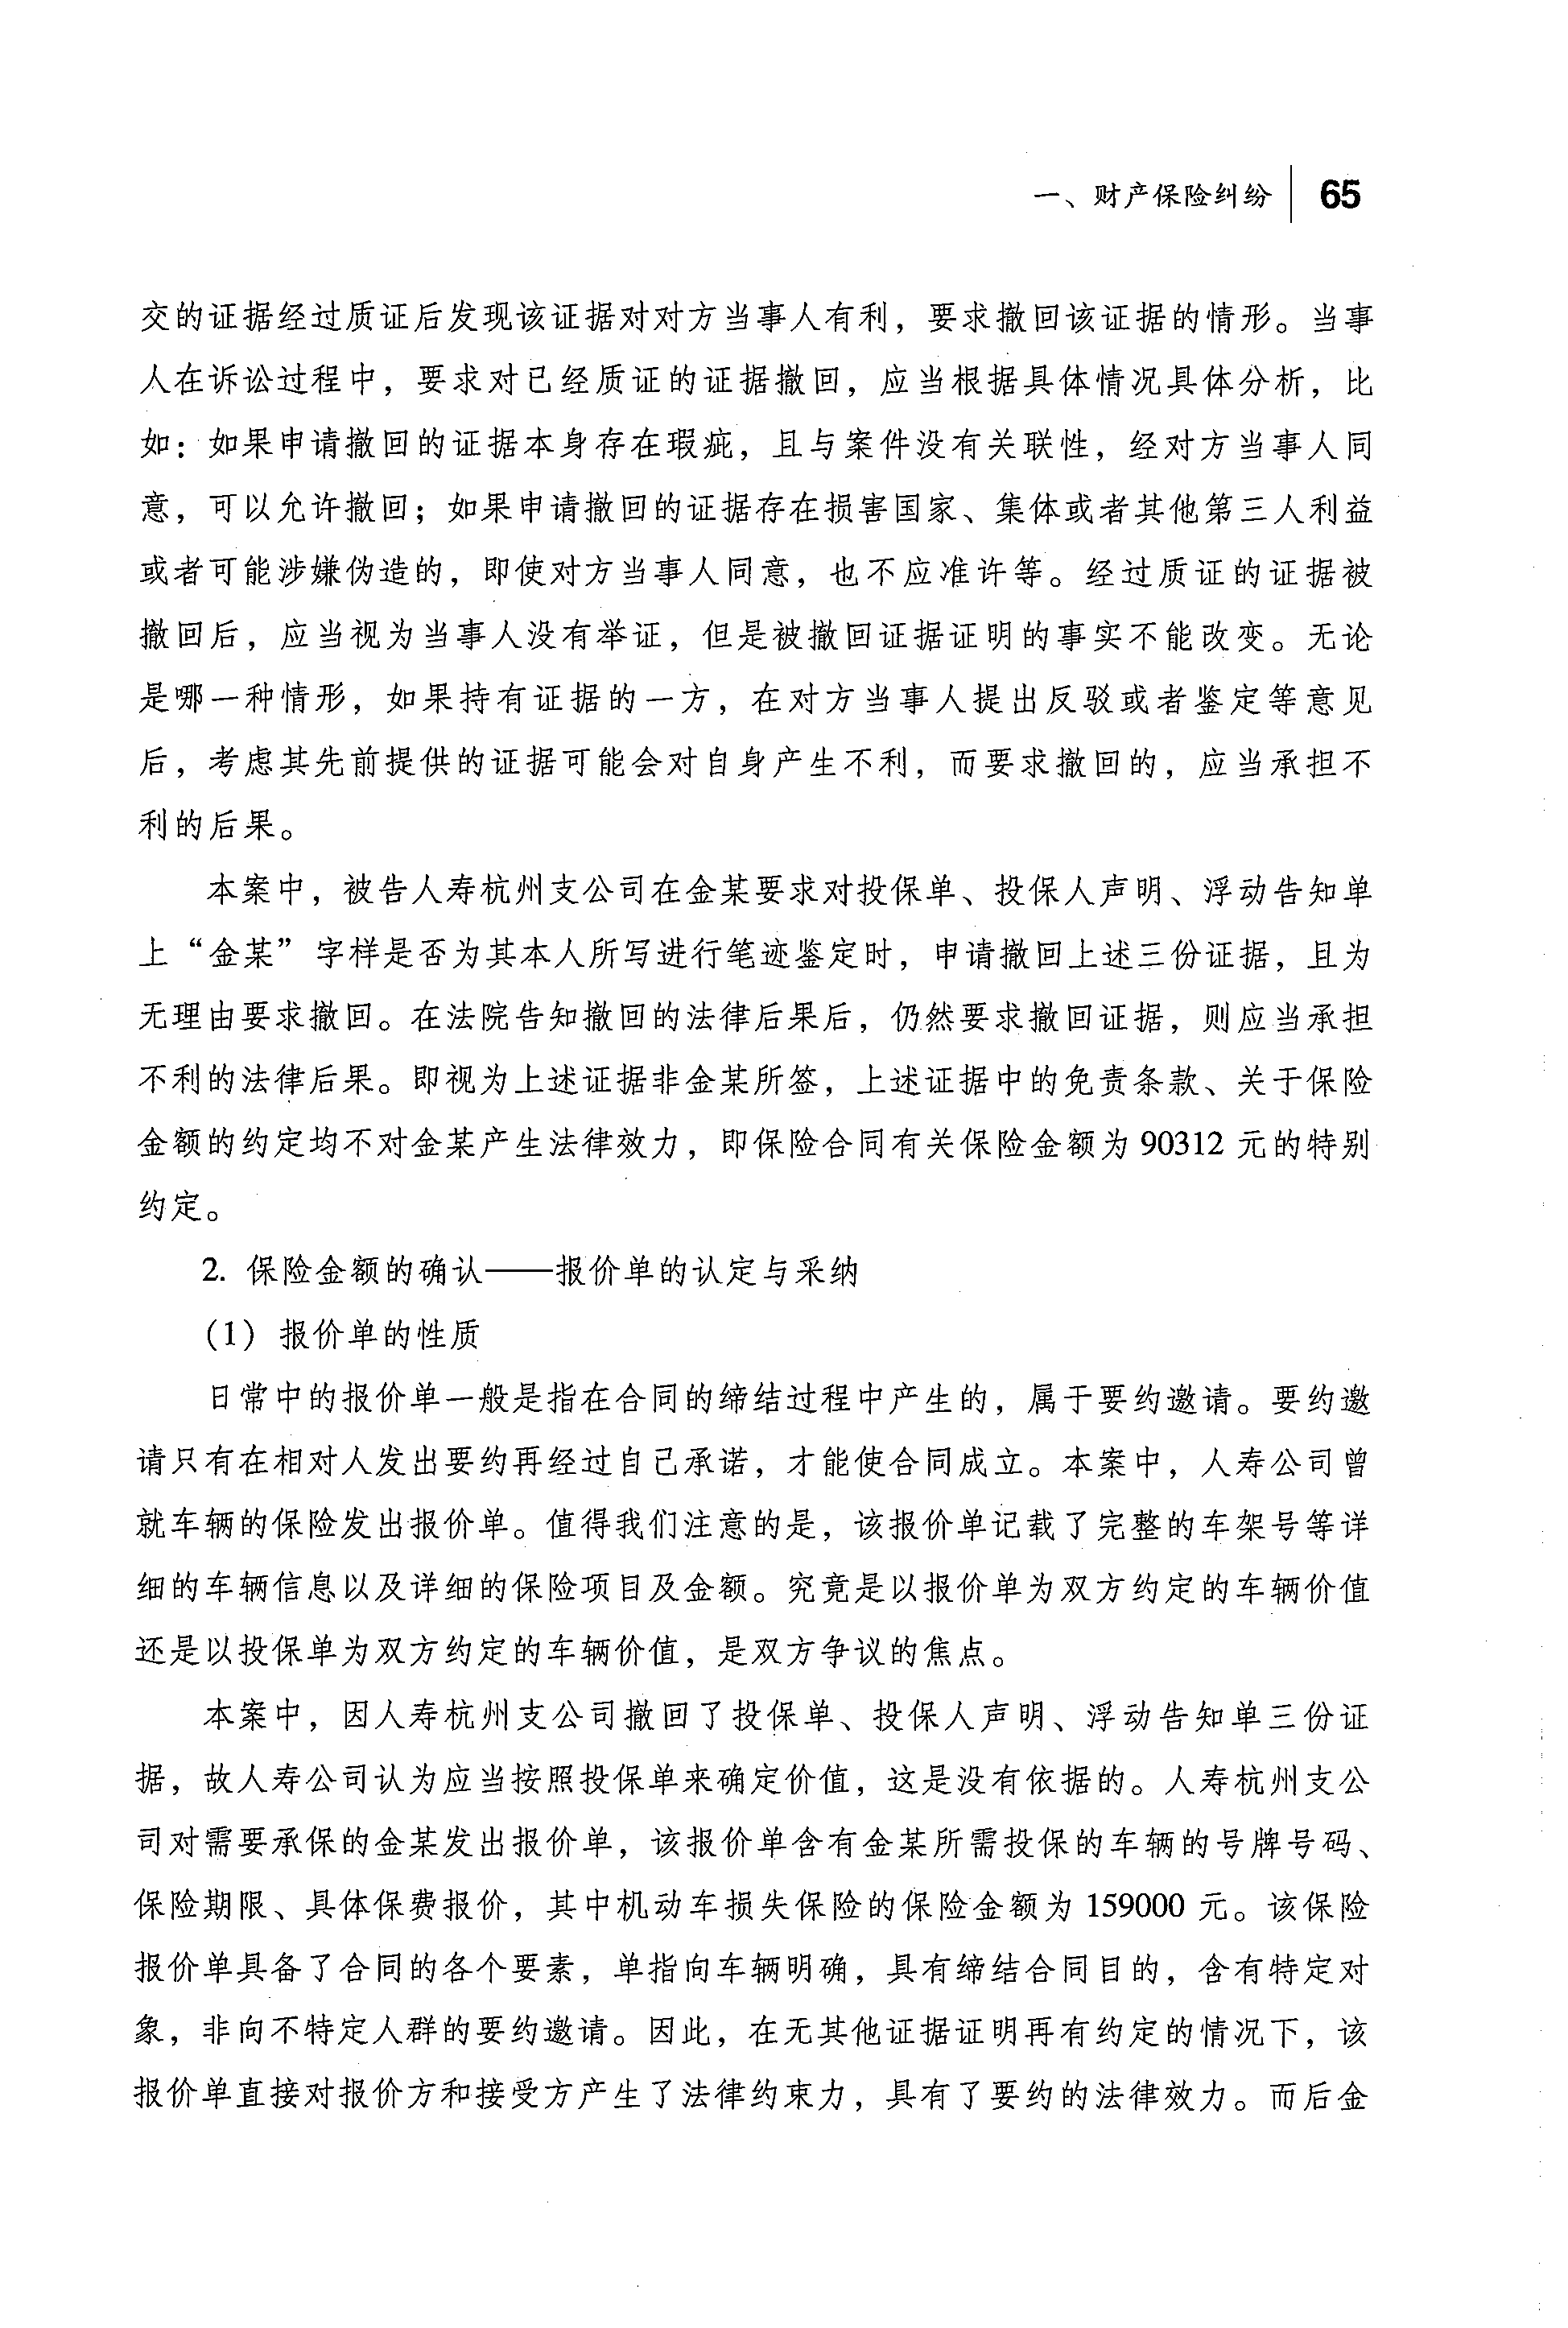 一、财产保险纠纷 65
交的证据经过质证后发现该证据对对方当事人有利，要求撤回该证据的情形。当事
人在诉讼过程中，要求对已经质证的证据撤回，应当根据具体情况具体分析，比
如：如果申请撤回的证据本身存在瑕疵，且与案件没有关联性，经对方当事人同
意，可以允许撤回；如果申请撤回的证据存在损害国家、集体或者其他第三人利益
或者可能涉嫌伪造的，即使对方当事人同意，也不应准许等。经过质证的证据被
撤回后，应当视为当事人没有举证，但是被撤回证据证明的事实不能改变。无论
是哪一种情形，如果持有证据的一方，在对方当事人提出反驳或者鉴定等意见
后，考虑其先前提供的证据可能会对自身产生不利，而要求撤回的，应当承担不
利的后果。
本案中，被告人寿杭州支公司在金某要求对投保单、投保人声明、浮动告知单
上“金某”字样是否为其本人所写进行笔迹鉴定时，申请撤回上述三份证据，且为
无理由要求撤回。在法院告知撤回的法律后果后，仍然要求撤回证据，则应当承担
不利的法律后果。即视为上述证据非金某所签，上述证据中的免责条款、关于保险
金额的约定均不对金某产生法律效力，即保险合同有关保险金额为 90312 元的特别
约定。
2. 保险金额的确认——报价单的认定与采纳
(1) 报价单的性质
日常中的报价单一般是指在合同的缔结过程中产生的，属于要约邀请。要约邀
请只有在相对人发出要约再经过自己承诺，才能使合同成立。本案中，人寿公司曾
就车辆的保险发出报价单。值得我们注意的是，该报价单记载了完整的车架号等详
细的车辆信息以及详细的保险项目及金额。究竟是以报价单为双方约定的车辆价值
还是以投保单为双方约定的车辆价值，是双方争议的焦点。
本案中，因人寿杭州支公司撤回了投保单、投保人声明、浮动告知单三份证
据，故人寿公司认为应当按照投保单来确定价值，这是没有依据的。人寿杭州支公
司对需要承保的金某发出报价单，该报价单含有金某所需投保的车辆的号牌号码、
保险期限、具体保费报价，其中机动车损失保险的保险金额为 159000 元。该保险
报价单具备了合同的各个要素，单指向车辆明确，具有缔结合同目的，含有特定对
象，非向不特定人群的要约邀请。因此，在无其他证据证明再有约定的情况下，该
报价单直接对报价方和接受方产生了法律约束力，具有了要约的法律效力。而后金